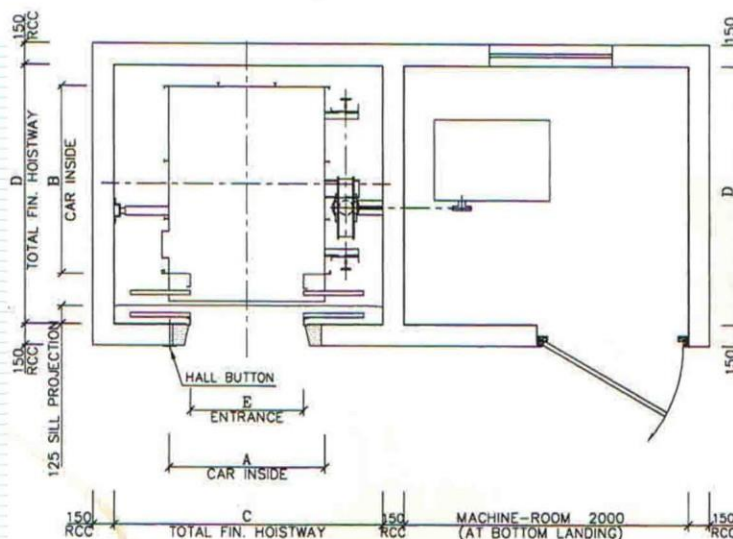 150
RCC
D
TOTAL FIN. HOISTWAY
B
CAR INSIDE
150
RCC
125 SILL PROJECTION
150
D
150
HALL BUTTON
E
ENTRANCE
A
CAR INSIDE
150
RCC
C
TOTAL FIN. HOISTWAY
150
RCC
MACHINE-ROOM 2000
(AT BOTTOM LANDING)
150
RCC